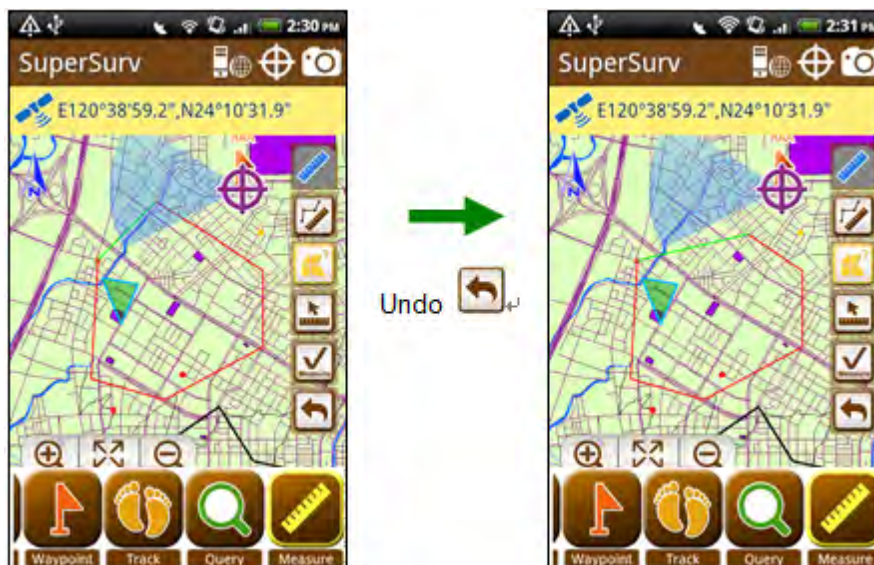 2:30 PM
SuperSurv
E120°38'59.2",N24°10'31.9"
N
Waypoint Track Query Measure
Undo
2:31 PM
SuperSurv
E120°38'59.2",N24°10'31.9"
N
Waypoint Track Query Measure